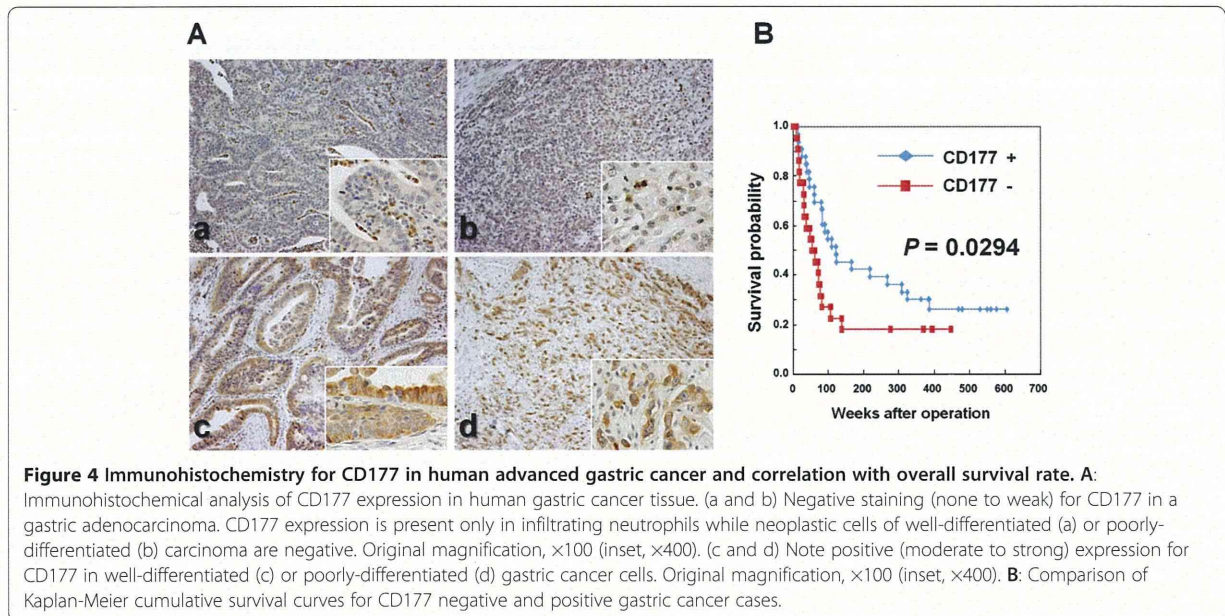 A
B
a
b
c
d
1.0
0.8
0.6
0.4
0.2
0.0
Survival probability
CD177 +
CD177 -
P = 0.0294
0 100 200 300 400 500 600 700
Weeks after operation
Figure 4 Immunohistochemistry for CD177 in human advanced gastric cancer and correlation with overall survival rate. A:
Immunohistochemical analysis of CD177 expression in human gastric cancer tissue. (a and b) Negative staining (none to weak) for CD177 in a
gastric adenocarcinoma. CD177 expression is present only in infiltrating neutrophils while neoplastic cells of well-differentiated (a) or poorly-
differentiated (b) carcinoma are negative. Original magnification, ×100 (inset, ×400). (c and d) Note positive (moderate to strong) expression for
CD177 in well-differentiated (c) or poorly-differentiated (d) gastric cancer cells. Original magnification, ×100 (inset, ×400). B: Comparison of
Kaplan-Meier cumulative survival curves for CD177 negative and positive gastric cancer cases.